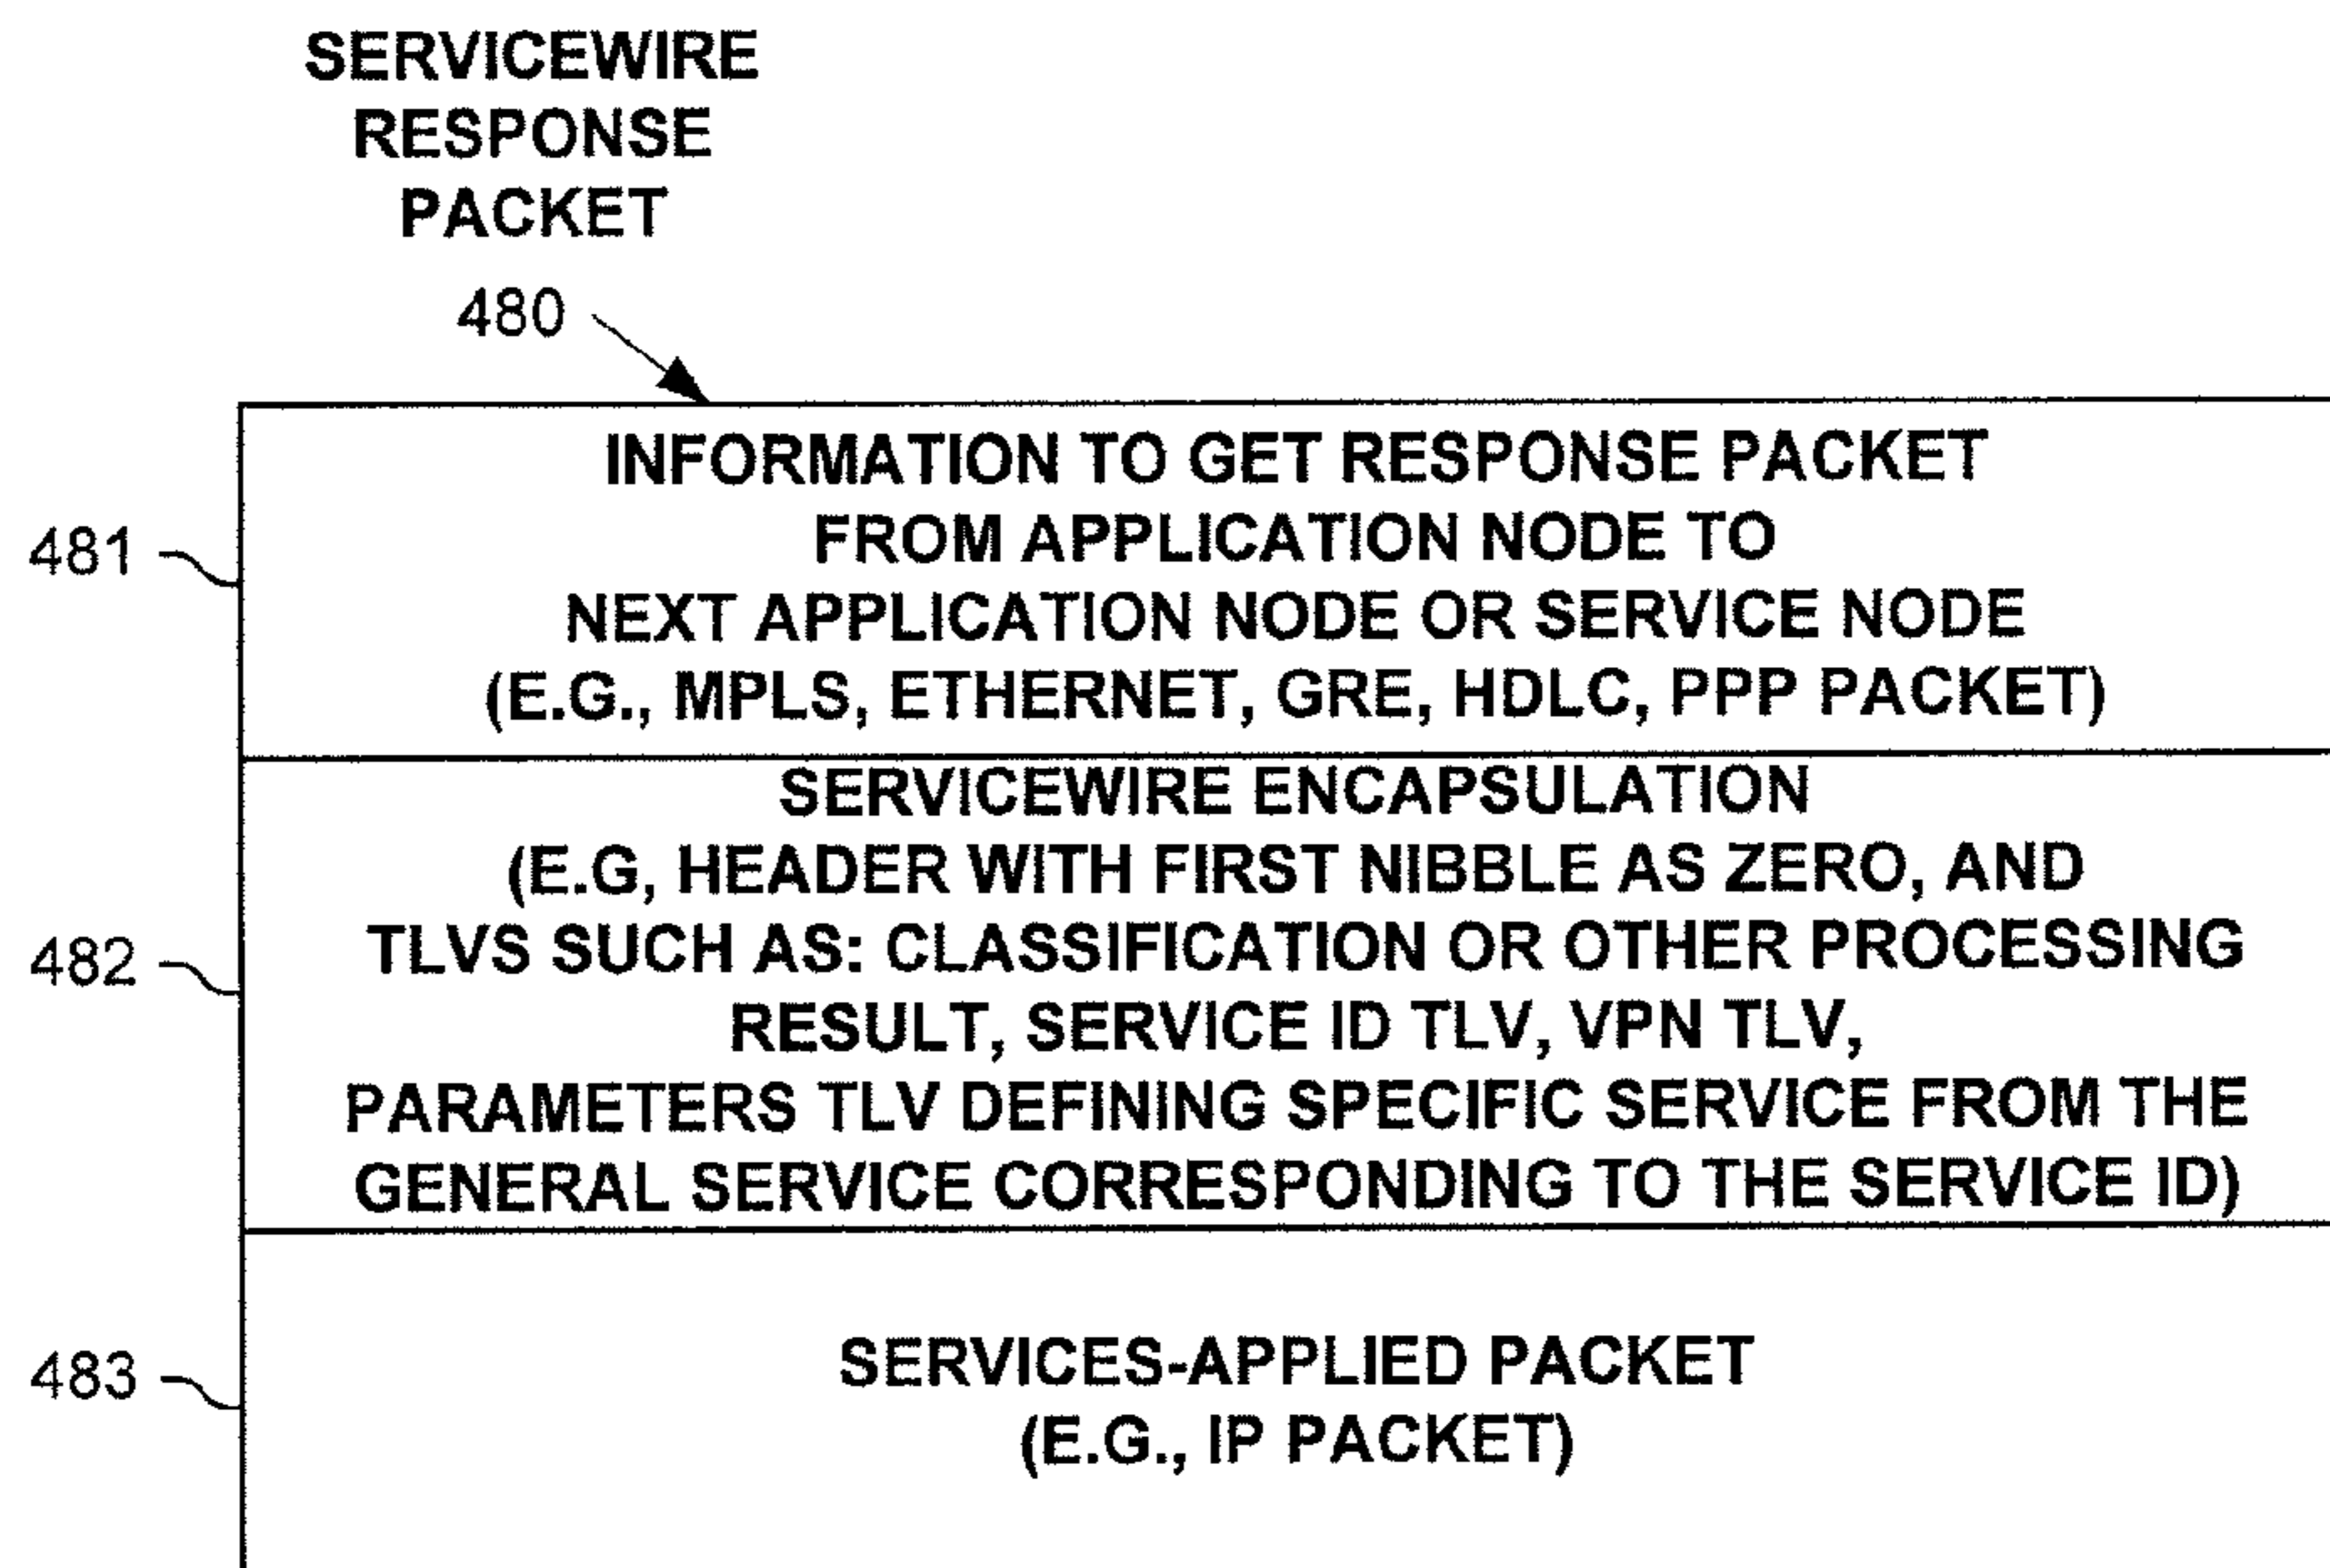 SERVICEWIRE
RESPONSE
PACKET
480
INFORMATION TO GET RESPONSE PACKET
FROM APPLICATION NODE TO
481
NEXT APPLICATION NODE OR SERVICE NODE
(E.G., MPLS, ETHERNET, GRE, HDLC, PPP PACKET)
SERVICEWIRE ENCAPSULATION
(E.G, HEADER WITH FIRST NIBBLE AS ZERO, AND
TLVS SUCH AS: CLASSIFICATION OR OTHER PROCESSING
482
RESULT, SERVICE ID TLV, VPN TLV,
PARAMETERS TLV DEFINING SPECIFIC SERVICE FROM THE
GENERAL SERVICE CORRESPONDING TO THE SERVICE ID)
483
SERVICES-APPLIED PACKET
(E.G., IP PACKET)